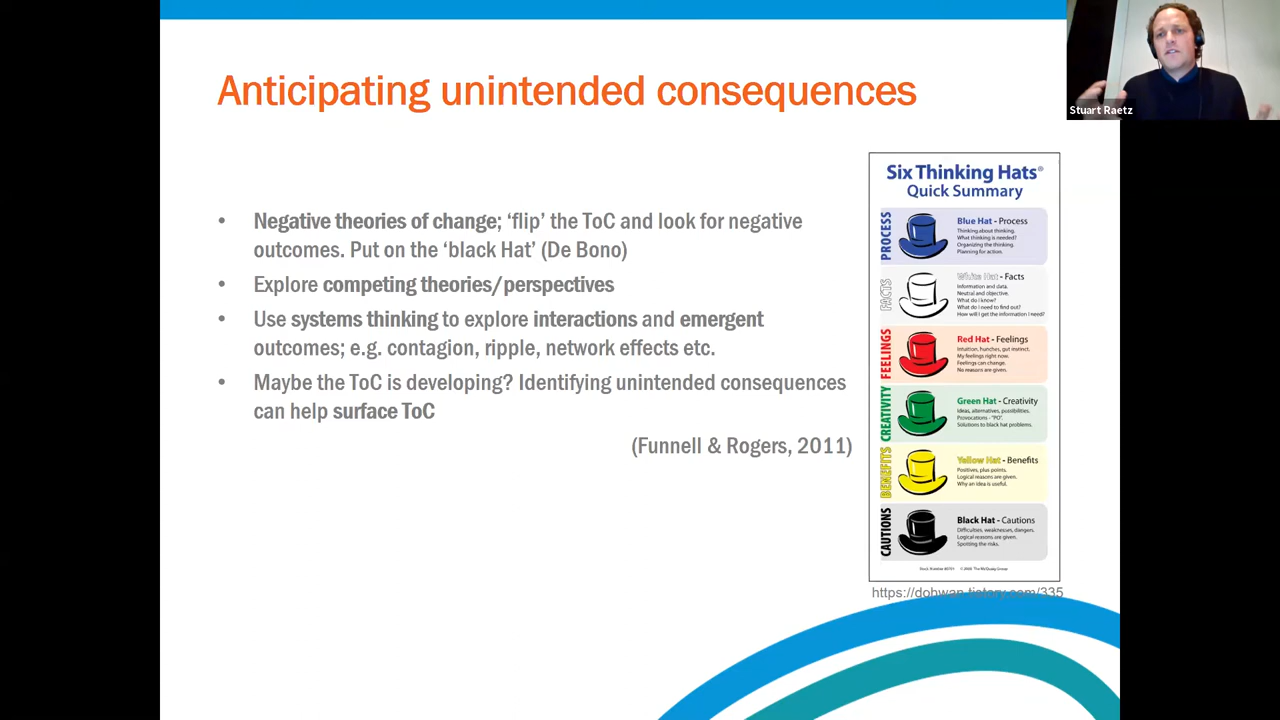 Anticipating unintended consequences
Stuart Raetz
• Negative theories of change; ‘flip’ the ToC and look for negative
outcomes. Put on the ‘black Hat’ (De Bono)
• Explore competing theories/perspectives
• Use systems thinking to explore interactions and emergent
outcomes; e.g. contagion, ripple, network effects etc.
• Maybe the ToC is developing? Identifying unintended consequences
can help surface ToC
(Funnell & Rogers, 2011)
Six Thinking Hats®
Quick Summary
PROCESS
Blue Hat - Process
Thinking about thinking.
What thinking is needed?
Organizing the thinking.
Planning for action.
FACTS
White Hat - Facts
Information and data.
Neutral and objective.
What do I know?
What do I need to find out?
How will I get the information I need?
FEELINGS
Red Hat - Feelings
Intuition, hunches, gut instinct.
My feelings right now.
Feelings can change.
No reasons are given.
CREATIVITY
Green Hat - Creativity
Ideas, alternatives, possibilities.
Provocations - "PO".
Solutions to black hat problems.
BENEFITS
Yellow Hat - Benefits
Positives, plus points.
Logical reasons are given.
Why an idea is useful.
CAUTIONS
Black Hat - Cautions
Difficulties, weaknesses, dangers.
Logical reasons are given.
Spotting the risks.
https://dohwan.tistory.com/335